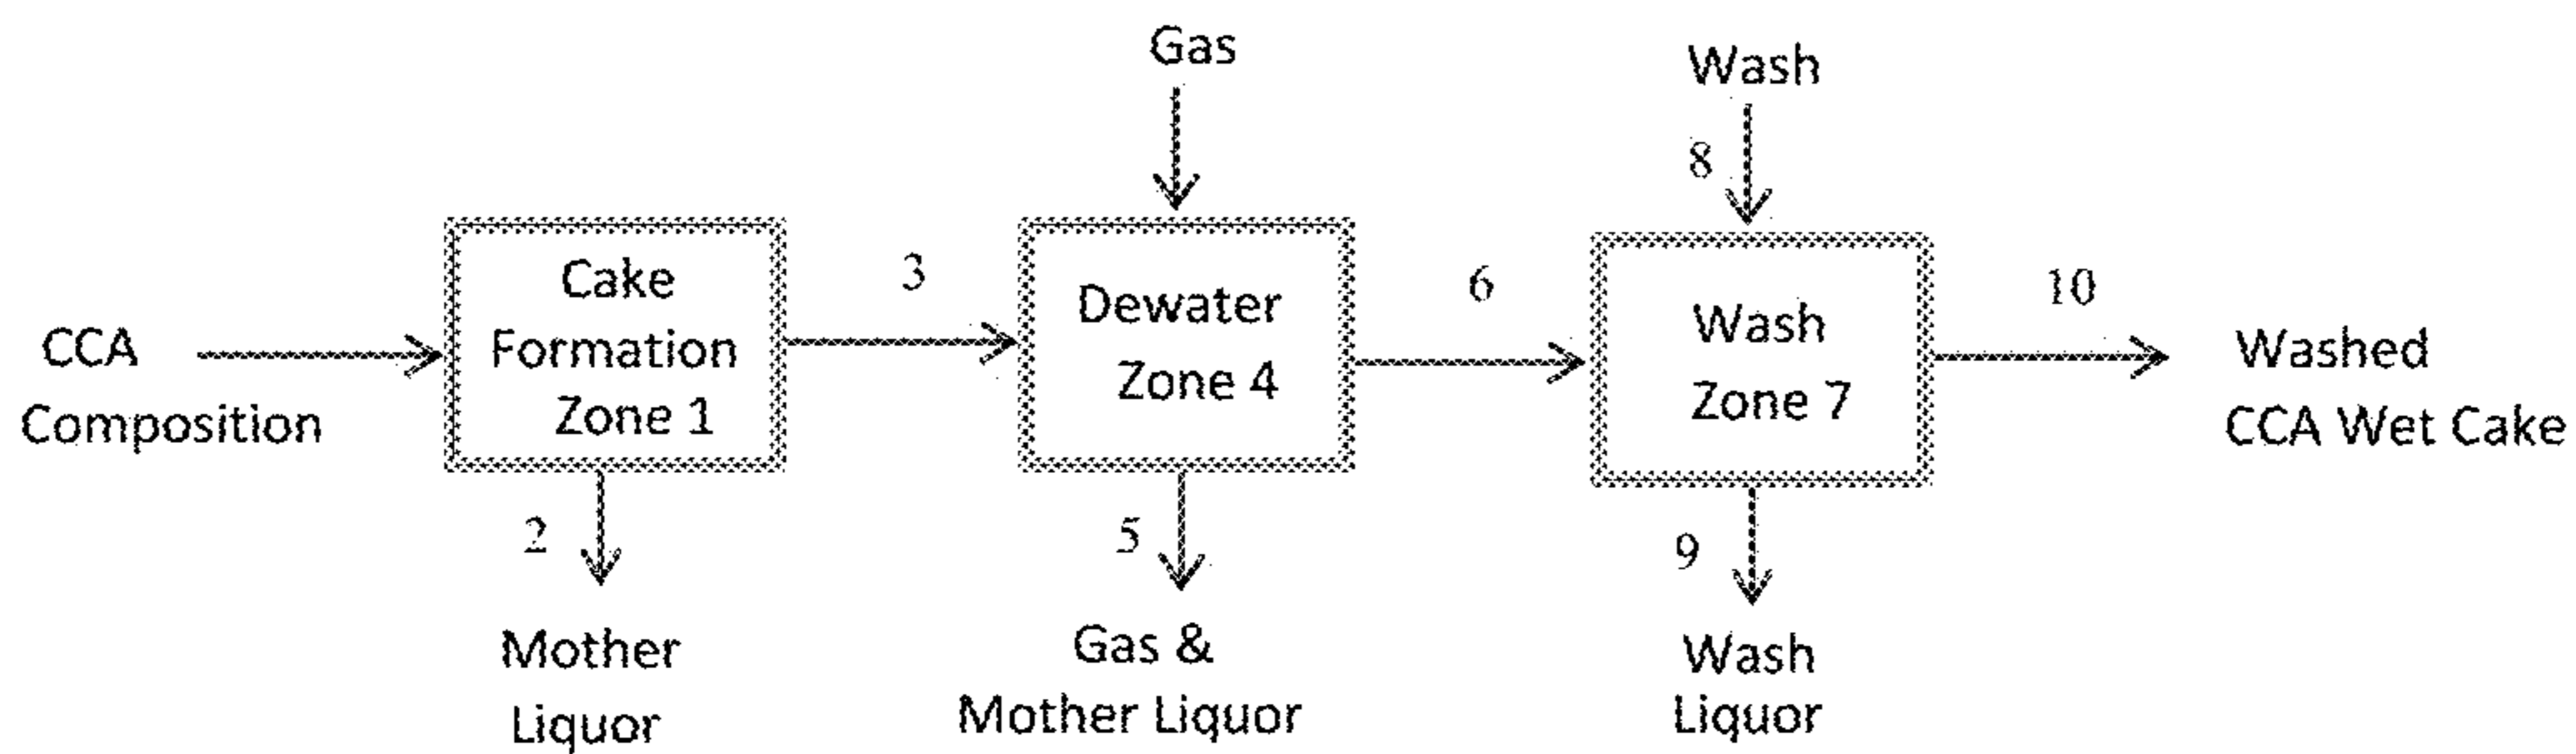 Gas
Wash
8
Cake
Formation
Zone 1
3
Dewater
Zone 4
6
Wash
Zone 7
10
CCA
Composition
Washed
CCA Wet Cake
2
5
9
Mother
Liquor
Gas &
Mother Liquor
Wash
Liquor